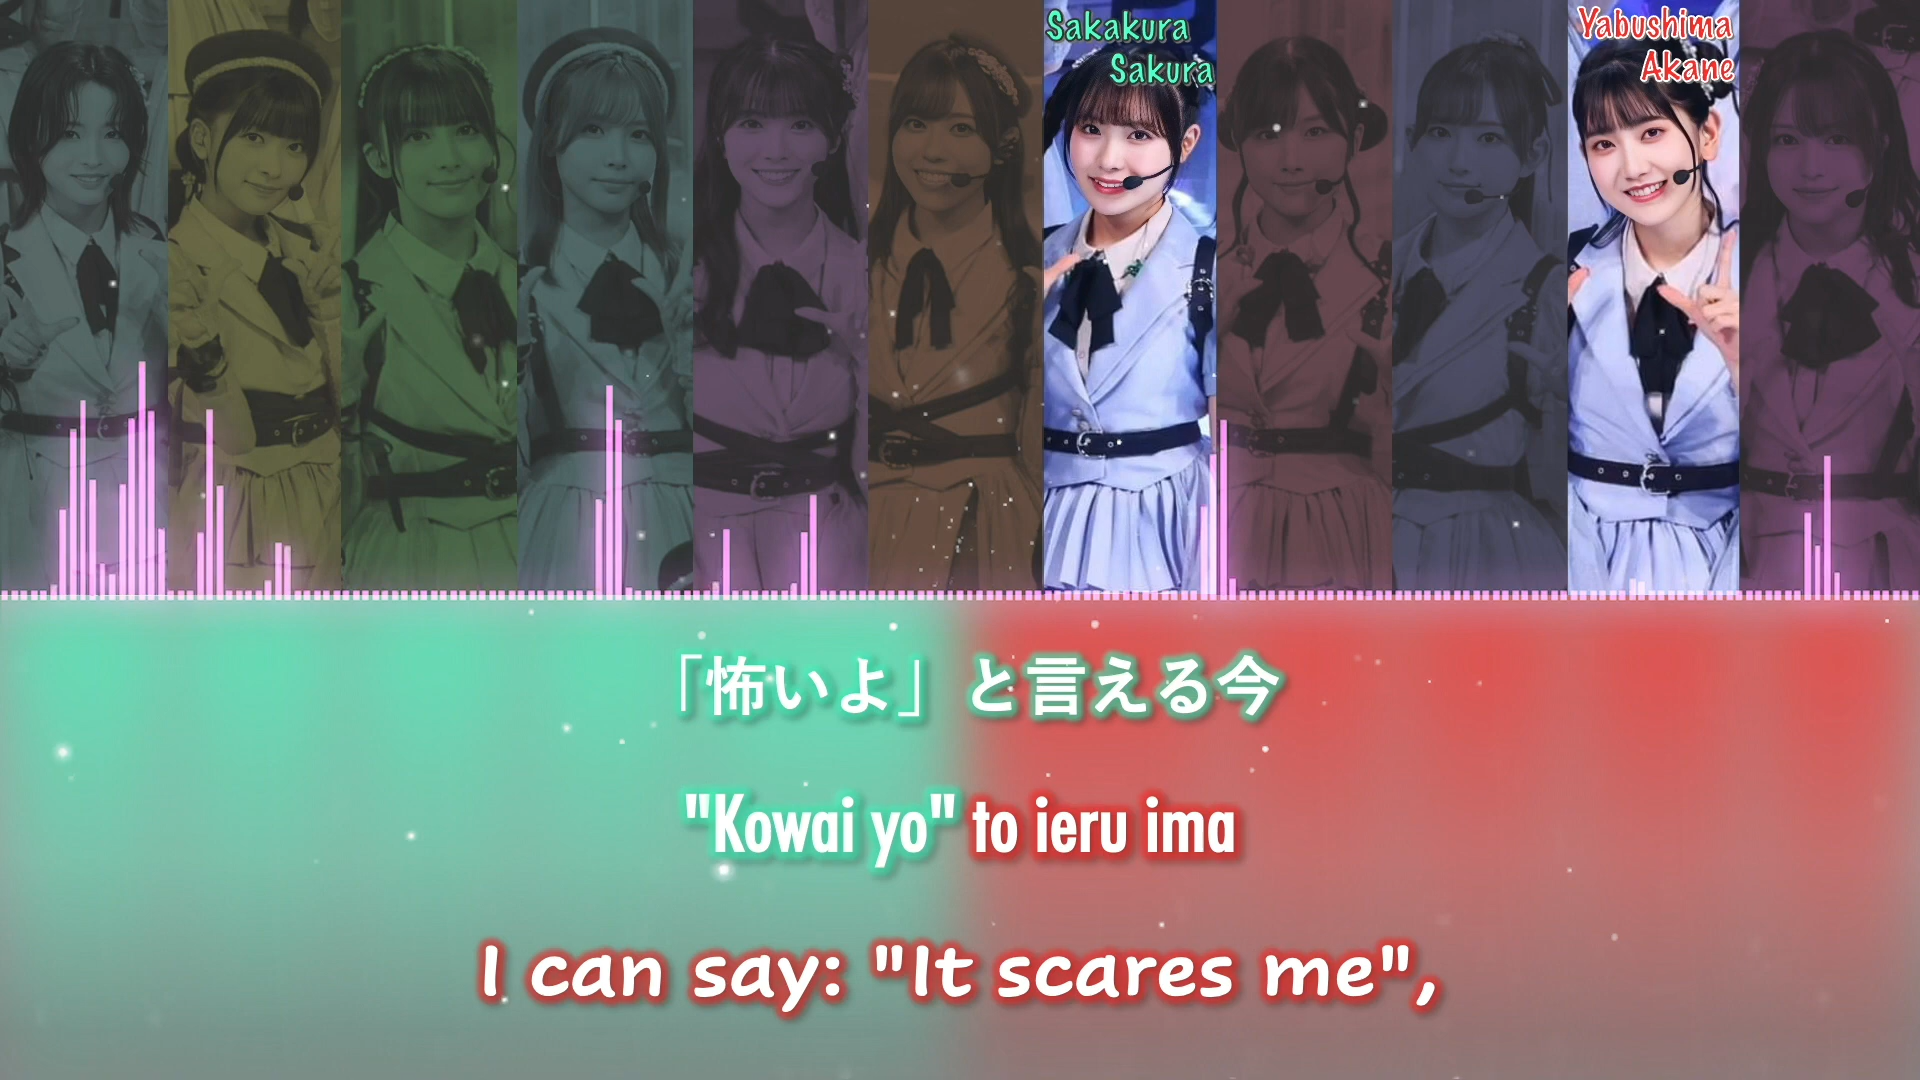 Sakakura
Sakura
Yabushima
Akane
「怖いよ」と言える今
"Kowai yo" to ieru ima
I can say: "It scares me",